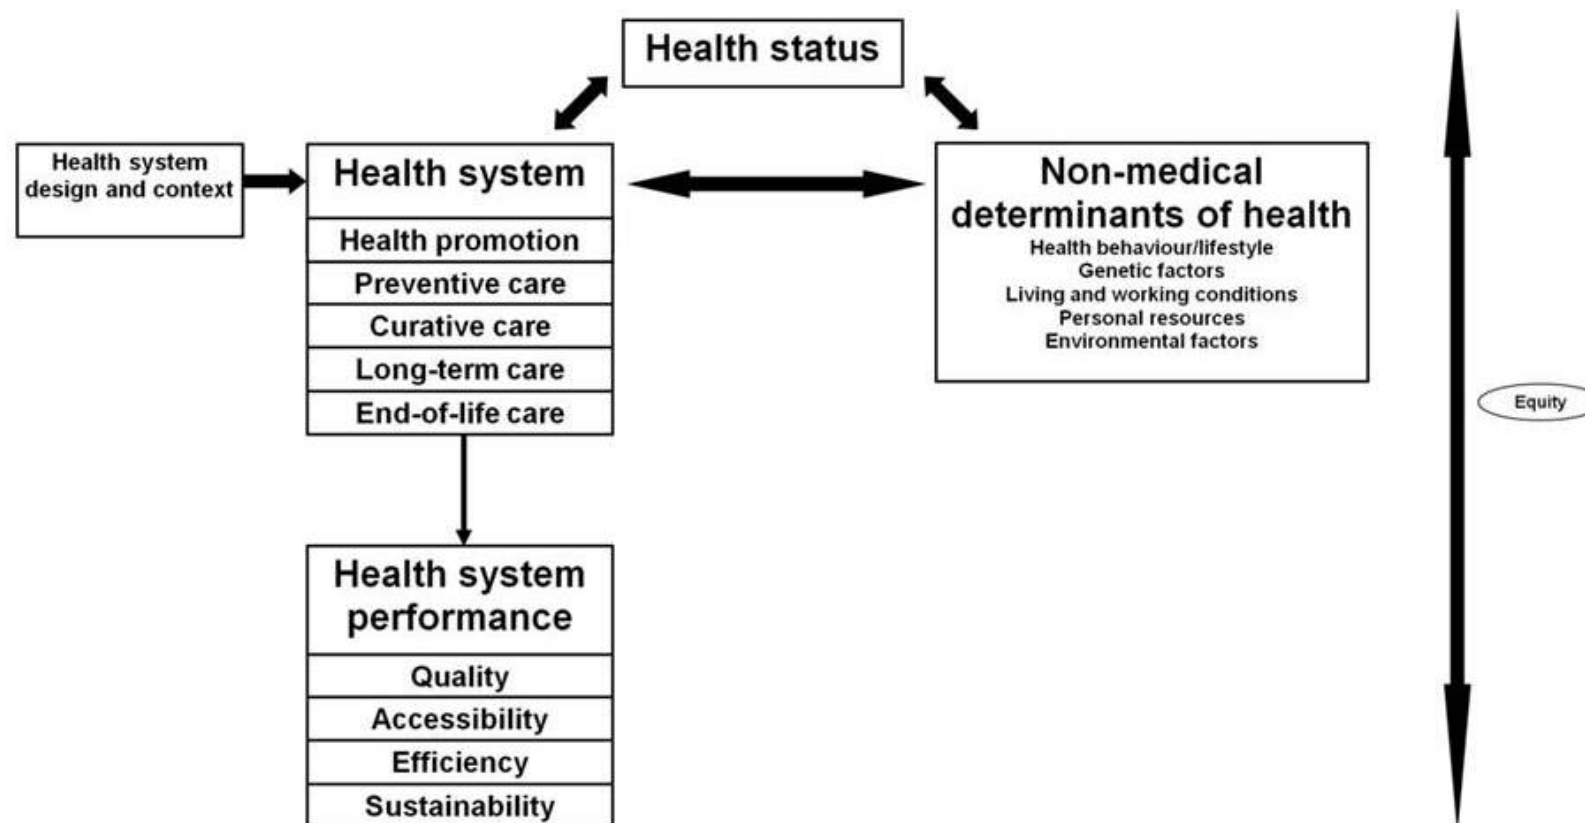 Health status
Health system
design and context
Health system
Health promotion
Preventive care
Curative care
Long-term care
End-of-life care
Non-medical
determinants of health
Health behaviour/lifestyle
Genetic factors
Living and working conditions
Personal resources
Environmental factors
Equity
Health system
performance
Quality
Accessibility
Efficiency
Sustainability